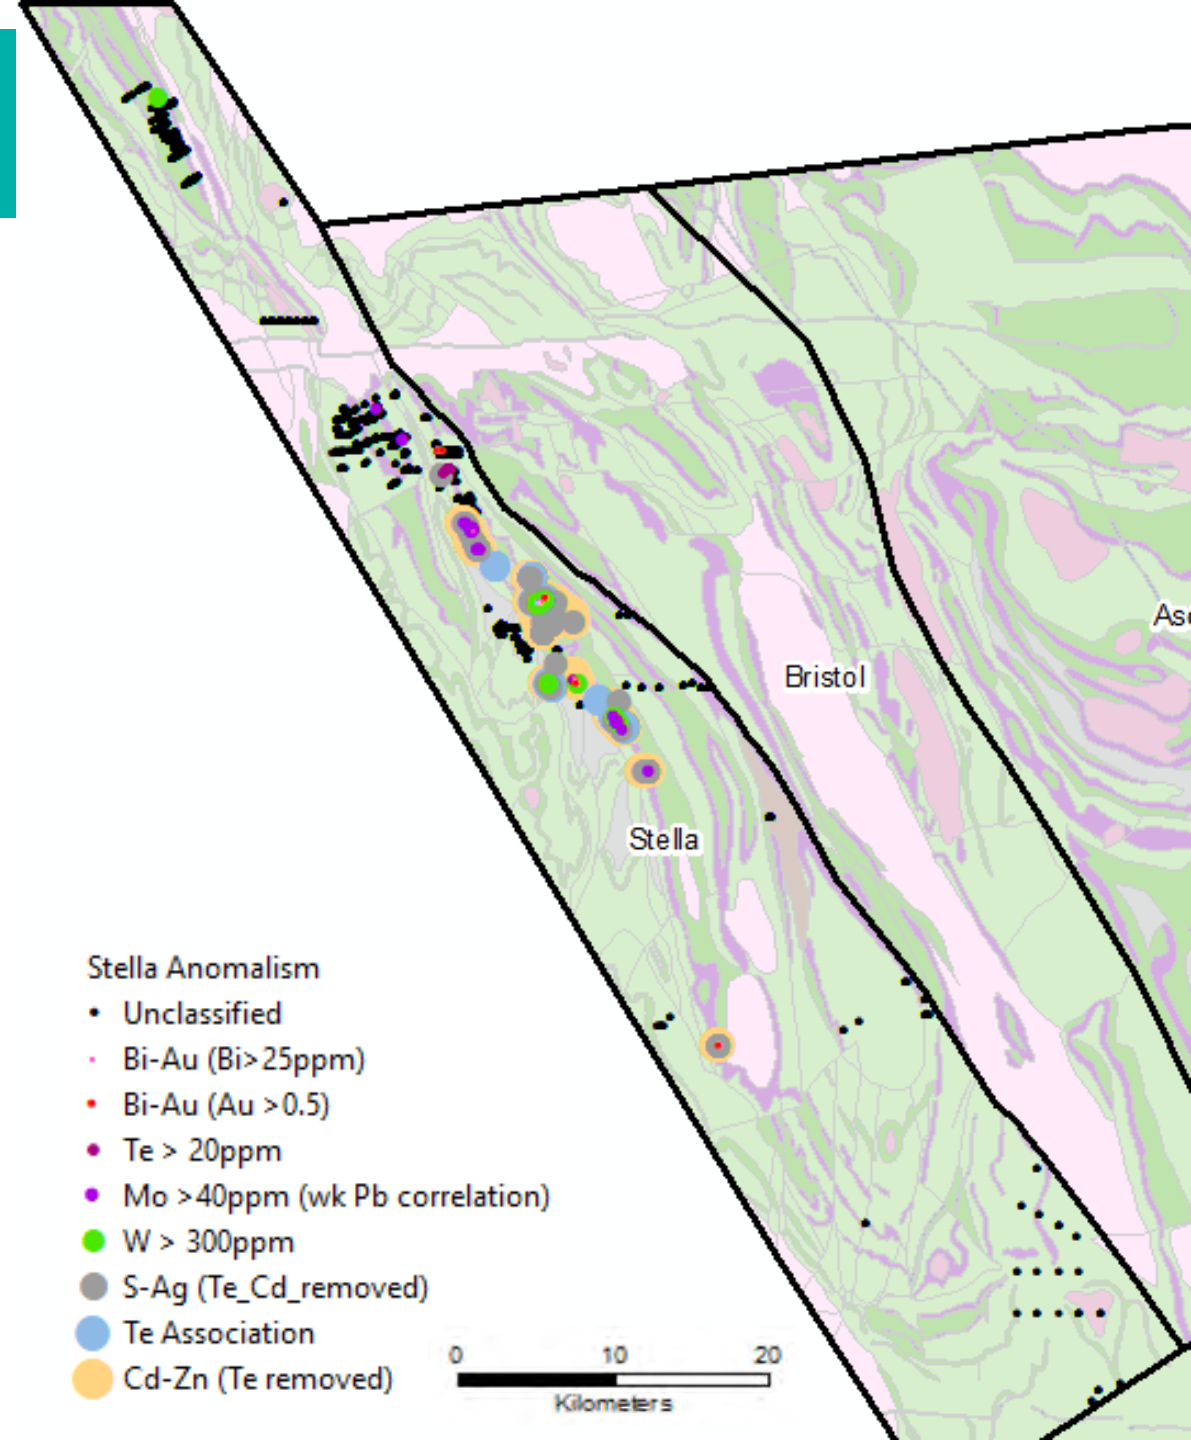 Bristol
Stella
Stella Anomalism
Unclassified
Bi-Au (Bi>25ppm)
Bi-Au (Au >0.5)
Te > 20ppm
Mo >40ppm (wk Pb correlation)
W > 300ppm
S-Ag (Te_Cd_removed)
Te Association
Cd-Zn (Te removed)
0 10 20
Kilometers